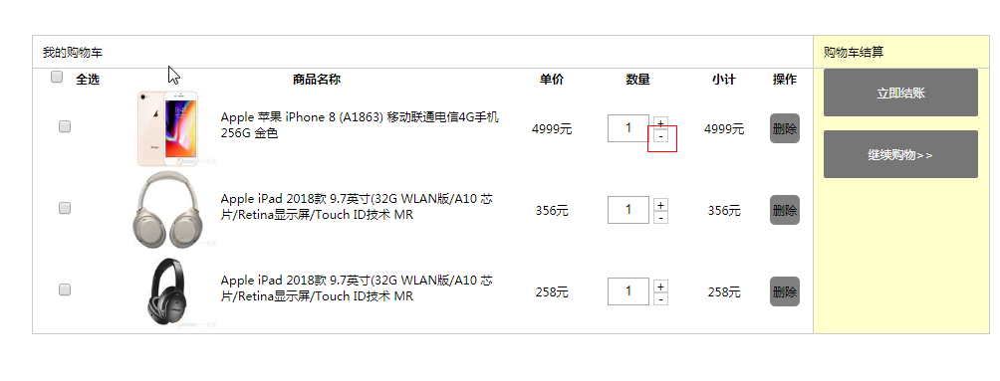 我的购物车
购物车结算
全选 商品名称 单价 数量 小计 操作
立即结账
继续购物>>
Apple 苹果 iPhone 8 (A1863) 移动联通电信4G手机
256G 金色
4999元 1 + - 4999元 删除
Apple iPad 2018款 9.7英寸(32G WLAN版/A10 芯
片/Retina显示屏/Touch ID技术 MR
356元 1 + - 356元 删除
Apple iPad 2018款 9.7英寸(32G WLAN版/A10 芯
片/Retina显示屏/Touch ID技术 MR
258元 1 + - 258元 删除